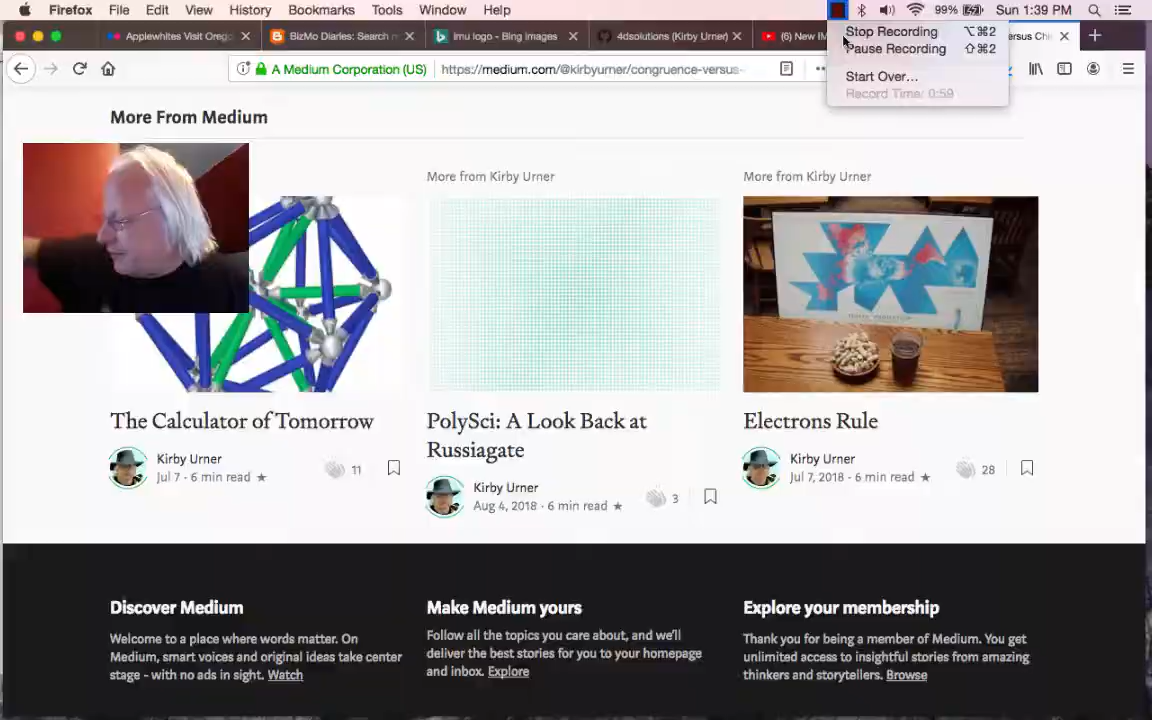 Firefox File Edit View History Bookmarks Tools Window Help 99% Sun 1:39 PM
Applewhites Visit Oreg BizMo Diaries: Search r imu logo - Bing images 4dsolutions (Kirby Urner) (6) New IM ersus Ch
Stop Recording ⌥⌘2
Pause Recording ⇧⌘2
Start Over...
Record Time: 0:59
A Medium Corporation (US) https://medium.com/@kirbyurner/congruence-versus-
More From Medium
More from Kirby Urner
More from Kirby Urner
The Calculator of Tomorrow
Kirby Urner
Jul 7 · 6 min read ★
11
PolySci: A Look Back at
Russiagate
Kirby Urner
Aug 4, 2018 · 6 min read ★
3
Electrons Rule
Kirby Urner
Jul 7, 2018 · 6 min read ★
28
Discover Medium
Welcome to a place where words matter. On
Medium, smart voices and original ideas take center
stage - with no ads in sight. Watch
Make Medium yours
Follow all the topics you care about, and we'll
deliver the best stories for you to your homepage
and inbox. Explore
Explore your membership
Thank you for being a member of Medium. You get
unlimited access to insightful stories from amazing
thinkers and storytellers. Browse